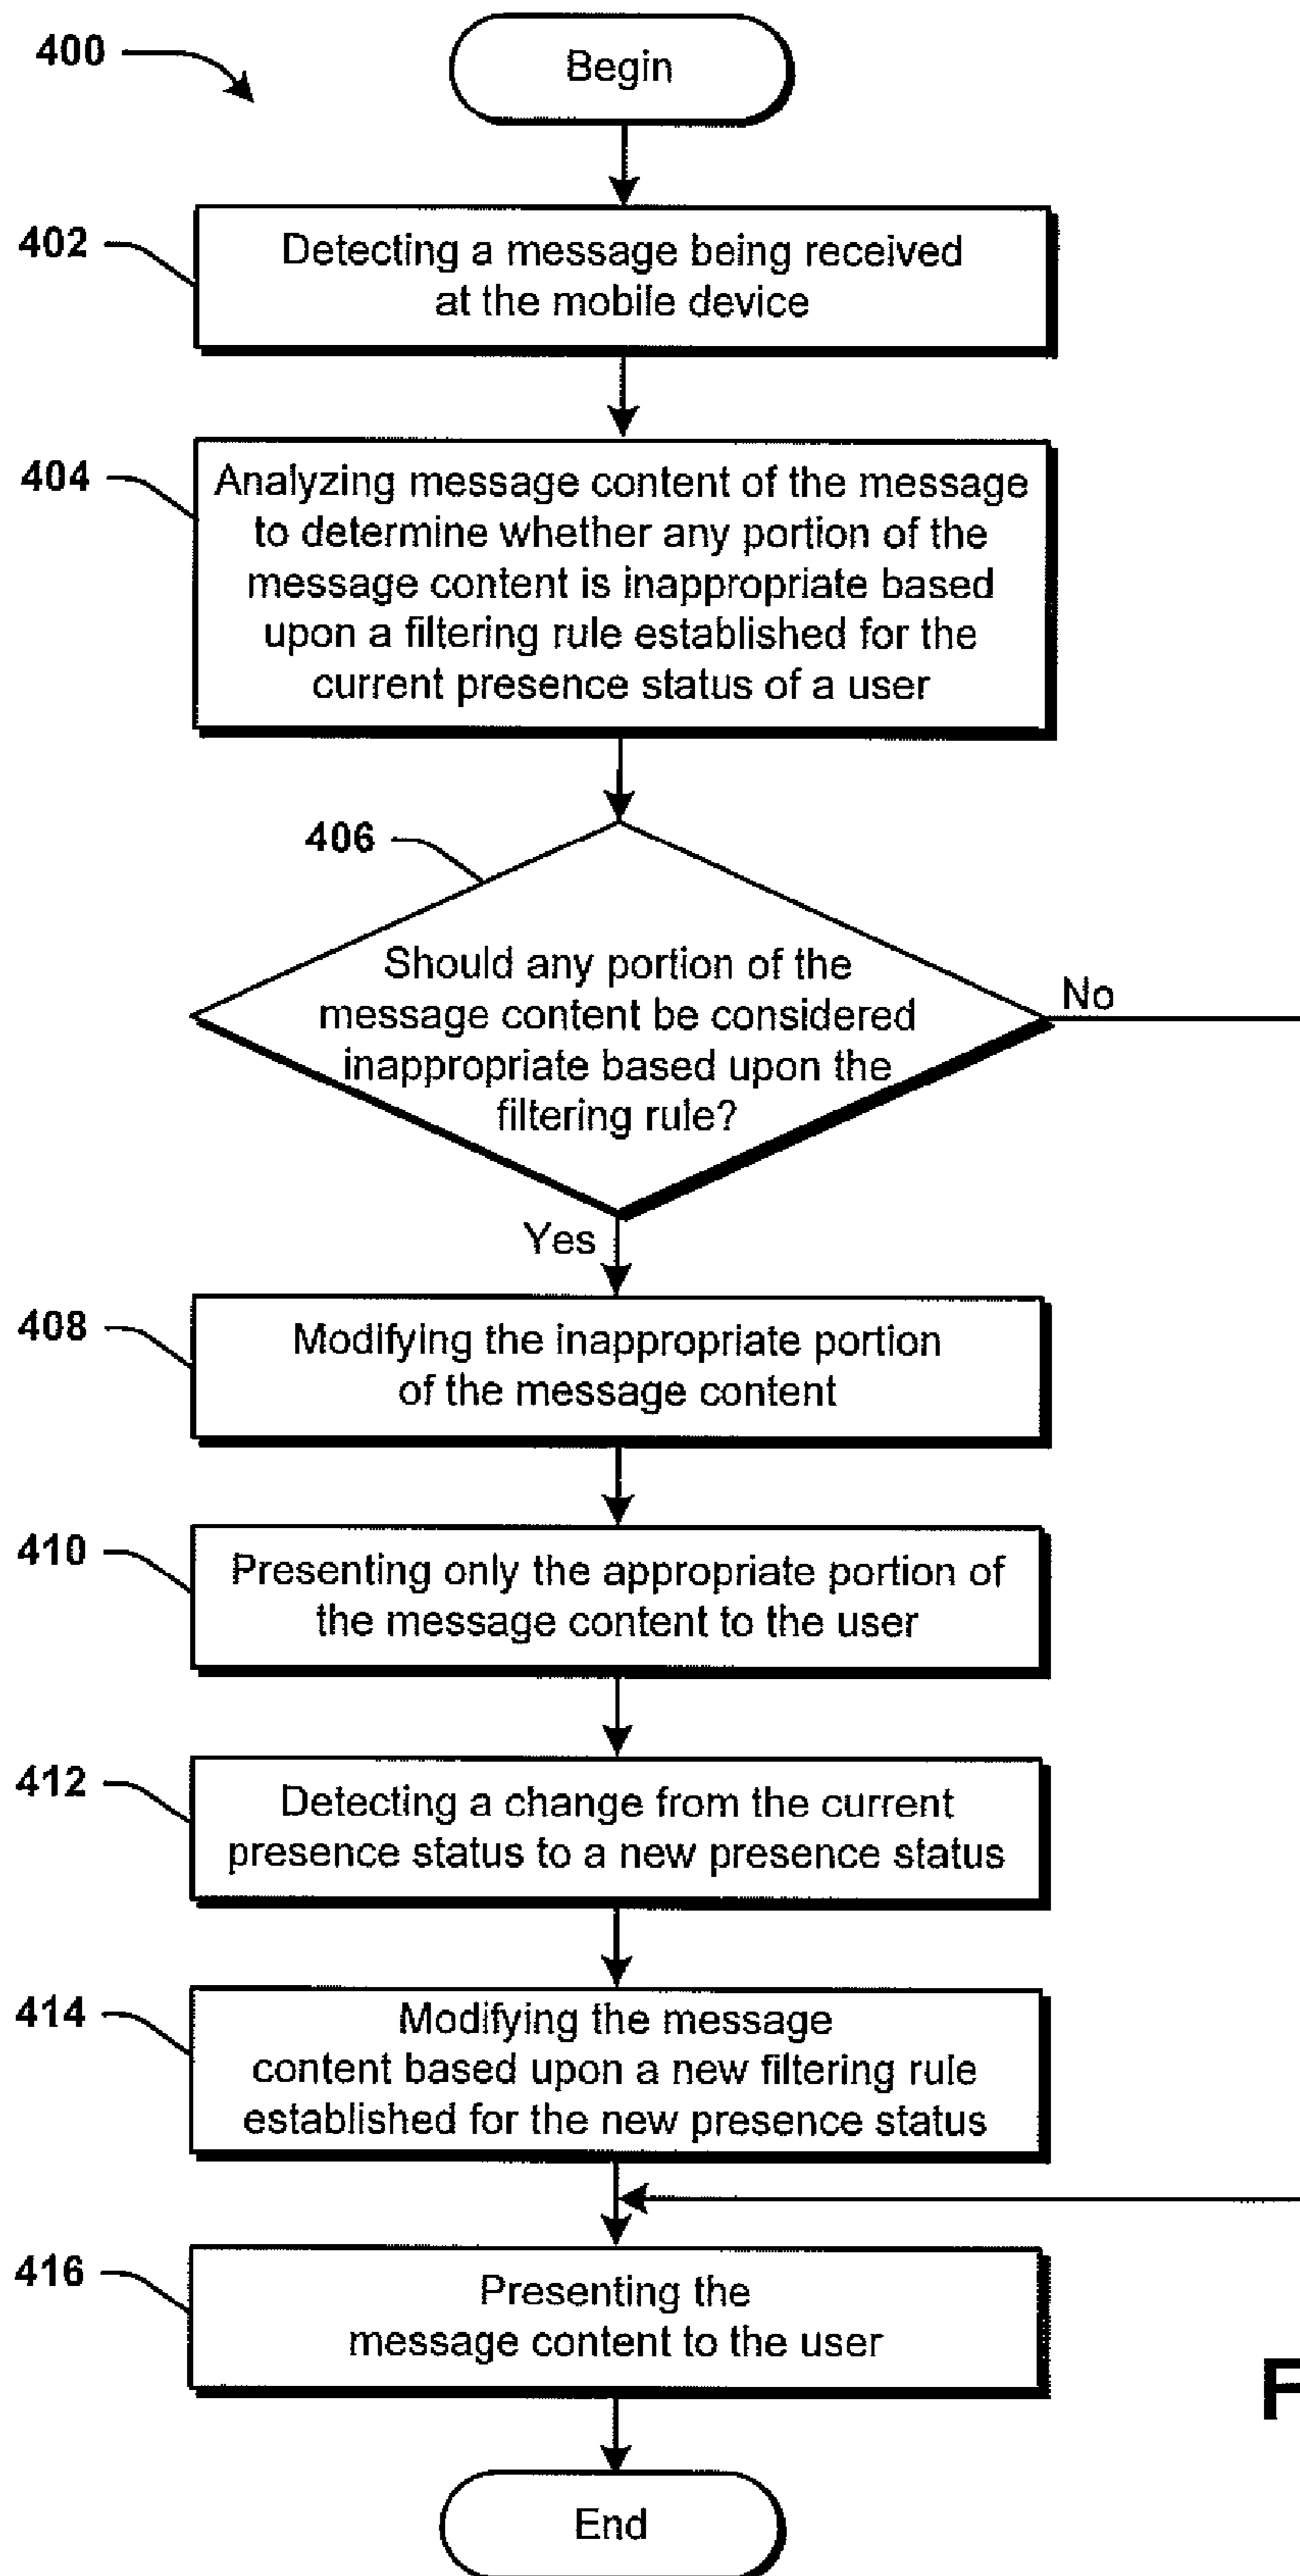 400
Begin
402
Detecting a message being received
at the mobile device
404
Analyzing message content of the message
to determine whether any portion of the
message content is inappropriate based
upon a filtering rule established for the
current presence status of a user
406
Should any portion of the
message content be considered
inappropriate based upon the
filtering rule?
No
Yes
408
Modifying the inappropriate portion
of the message content
410
Presenting only the appropriate portion of
the message content to the user
412
Detecting a change from the current
presence status to a new presence status
414
Modifying the message
content based upon a new filtering rule
established for the new presence status
416
Presenting the
message content to the user
F
End